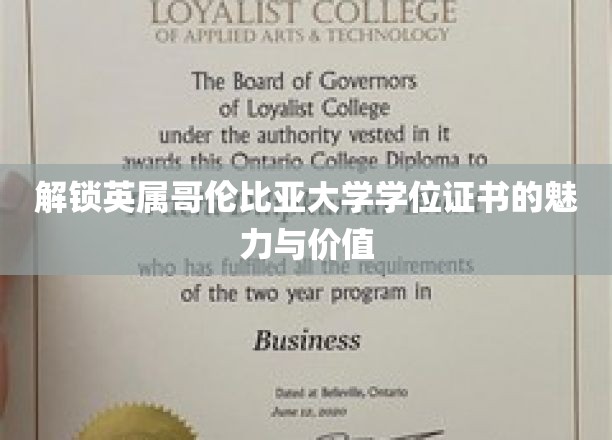 LOYALIST COLLEGE
OF APPLIED ARTS & TECHNOLOGY
The Board of Governors
of Loyalist College
under the authority vested in it
awards this Ontario College Diploma to
解锁英属哥伦比亚大学学位证书的魅
力与价值
who has fulfilled all the requirements
of the two year program in
Business
Dated at Belleville, Ontario
June 12, 2020